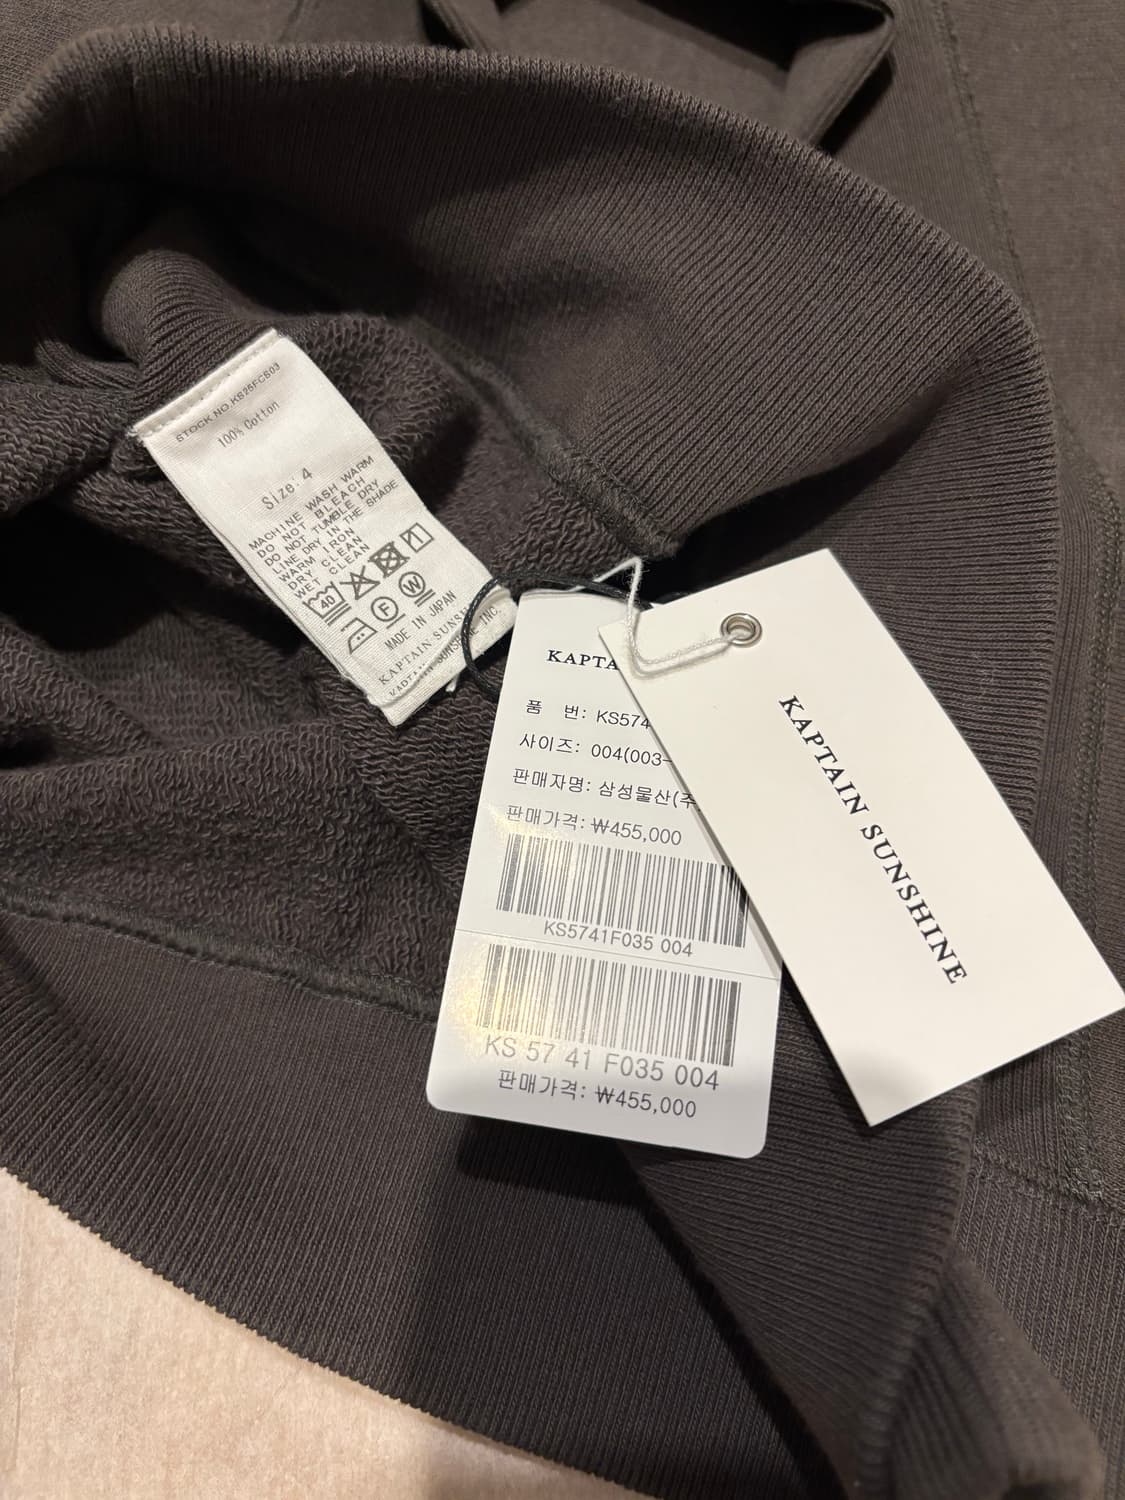 STOCK NO.KS25FCS03
100% Cotton
Size: 4
MACHINE WASH WARM
DO NOT BLEACH
DO NOT TUMBLE DRY
LINE DRY IN THE SHADE
WARM IRON
DRY CLEAN
WET CLEAN
40
F W
MADE IN JAPAN
KAPTAIN SUNSH
SUNSHINE INC.
KAPTA
품 번: KS574
사이즈: 004(003-
판매자명: 삼성물산(주
판매가격: ₩455,000
KS5741F035 004
KS 57 41 F035 004
판매가격: ₩455,000
KAPTAIN SUNSHINE